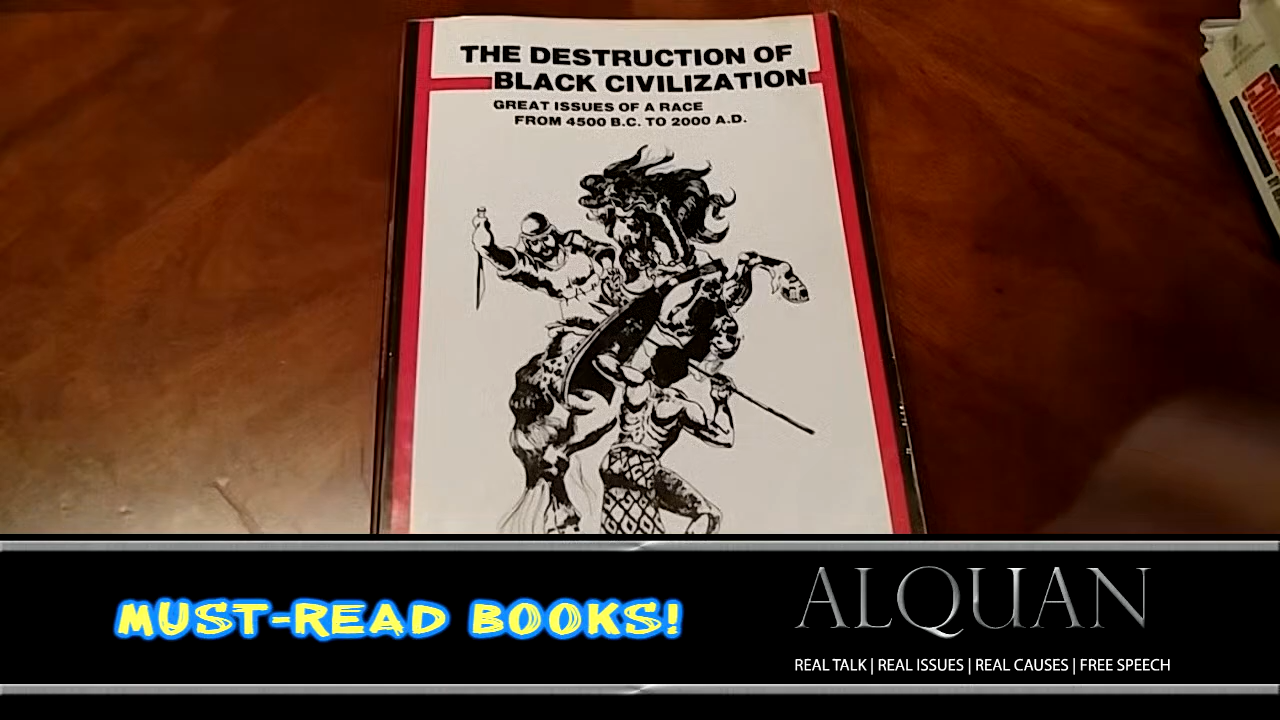 THE DESTRUCTION OF
BLACK CIVILIZATION
GREAT ISSUES OF A RACE
FROM 4500 B.C. TO 2000 A.D.
MUST-READ BOOKS!
ALQUAN
REAL TALK | REAL ISSUES | REAL CAUSES | FREE SPEECH